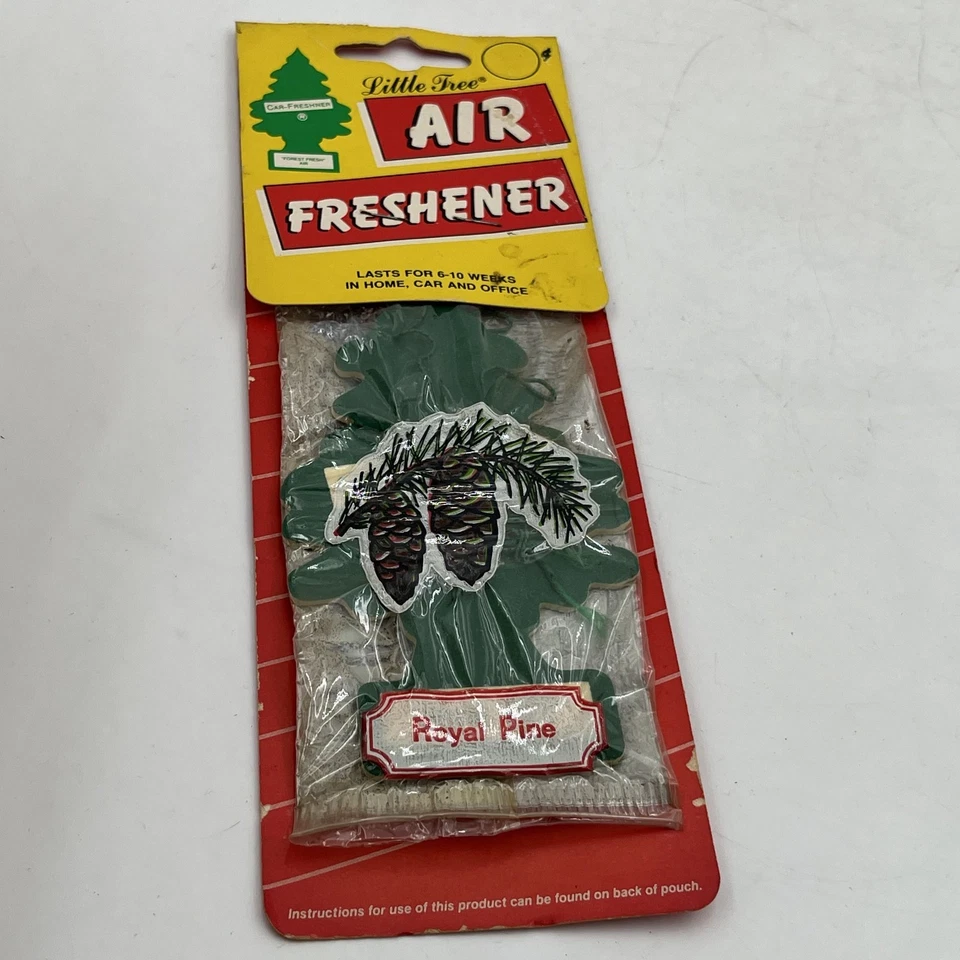 CAR-FRESHNER
®
"FOREST FRESH"
AIR
¢
Little Tree®
AIR
FRESHENER
LASTS FOR 6-10 WEEKS
IN HOME, CAR AND OFFICE
Royal Pine
Instructions for use of this product can be found on back of pouch.